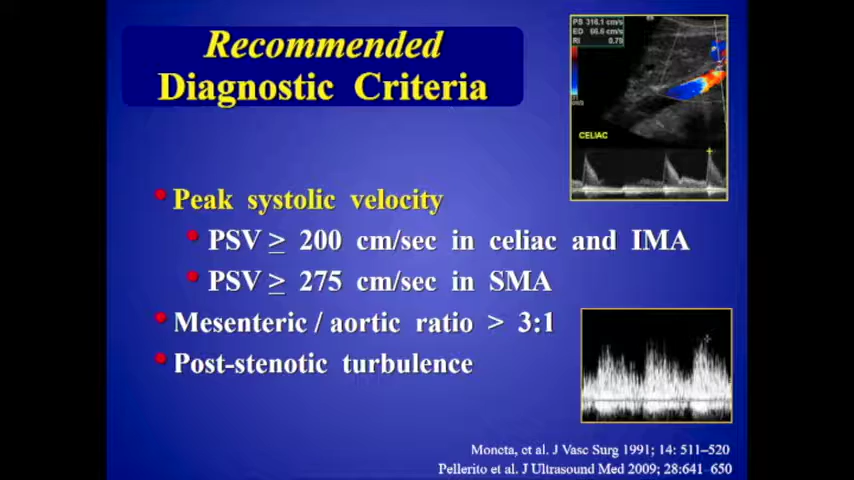 Recommended
Diagnostic Criteria
PS 316.1 cm/s
ED 66.6 cm/s
RI 0.79
CELIAC
• Peak systolic velocity
• PSV ≥ 200 cm/sec in celiac and IMA
• PSV ≥ 275 cm/sec in SMA
• Mesenteric / aortic ratio > 3:1
• Post-stenotic turbulence
Moneta, et al. J Vasc Surg 1991; 14: 511–520
Pellerito et al. J Ultrasound Med 2009; 28:641–650